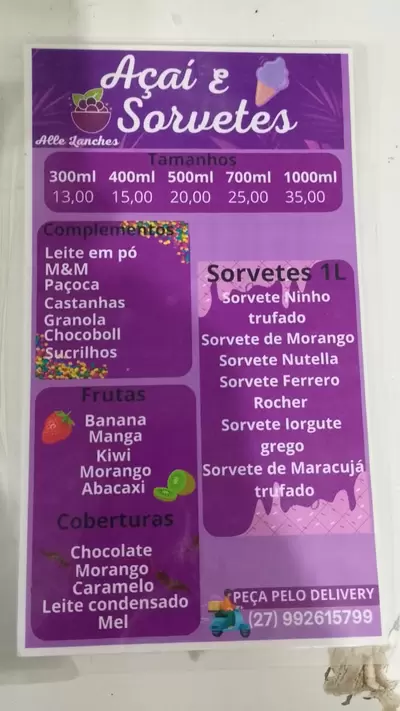 Açaí E
Sorvetes
Alle Lanches
Tamanhos
300ml 400ml 500ml 700ml 1000ml
13,00 15,00 20,00 25,00 35,00
Complementos
Leite em pó
M&M
Paçoca
Castanhas
Granola
Chocoboll
Sucrilhos
Frutas
Banana
Manga
Kiwi
Morango
Abacaxi
Coberturas
Chocolate
Morango
Caramelo
Leite condensado
Mel
Sorvetes 1L
Sorvete Ninho
trufado
Sorvete de Morango
Sorvete Nutella
Sorvete Ferrero
Rocher
Sorvete Iorgute
grego
Sorvete de Maracujá
trufado
PEÇA PELO DELIVERY
(27) 992615799